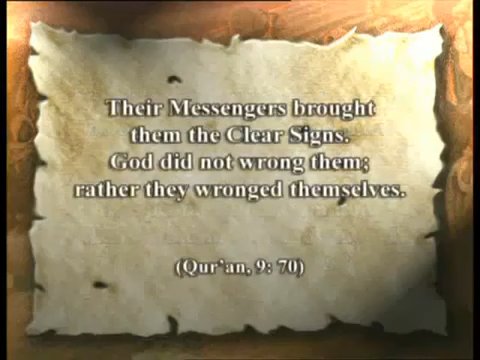 Their Messengers brought
them the Clear Signs.
God did not wrong them;
rather they wronged themselves.
(Qur'an, 9: 70)